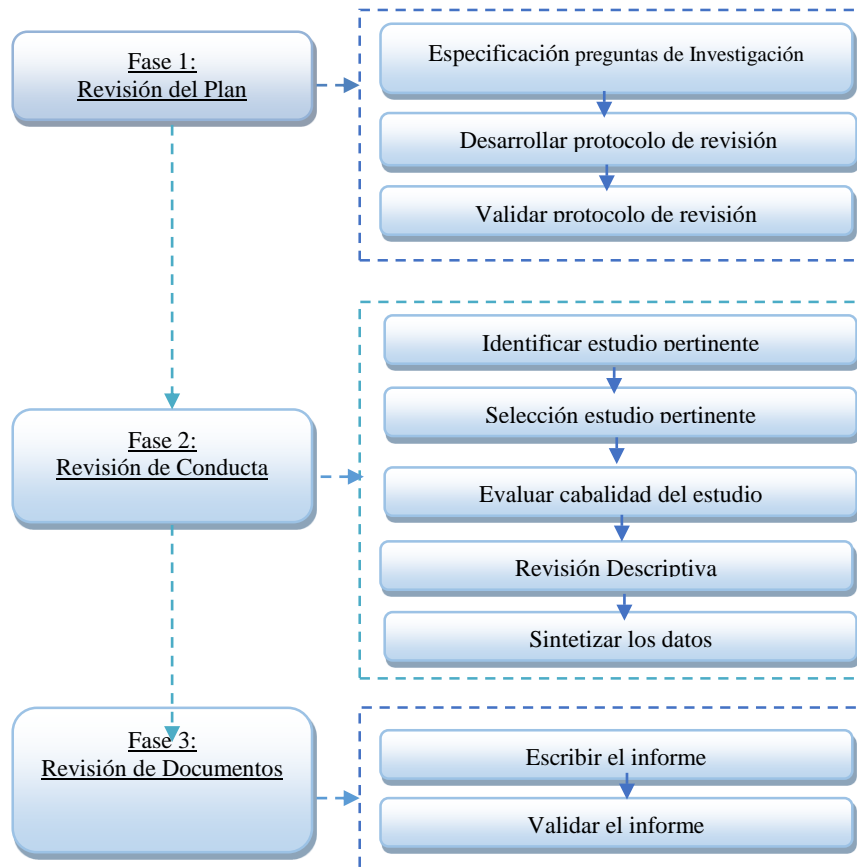 Fase 1:
Revisión del Plan
Especificación preguntas de Investigación
Desarrollar protocolo de revisión
Validar protocolo de revisión
Fase 2:
Revisión de Conducta
Identificar estudio pertinente
Selección estudio pertinente
Evaluar cabalidad del estudio
Revisión Descriptiva
Sintetizar los datos
Fase 3:
Revisión de Documentos
Escribir el informe
Validar el informe